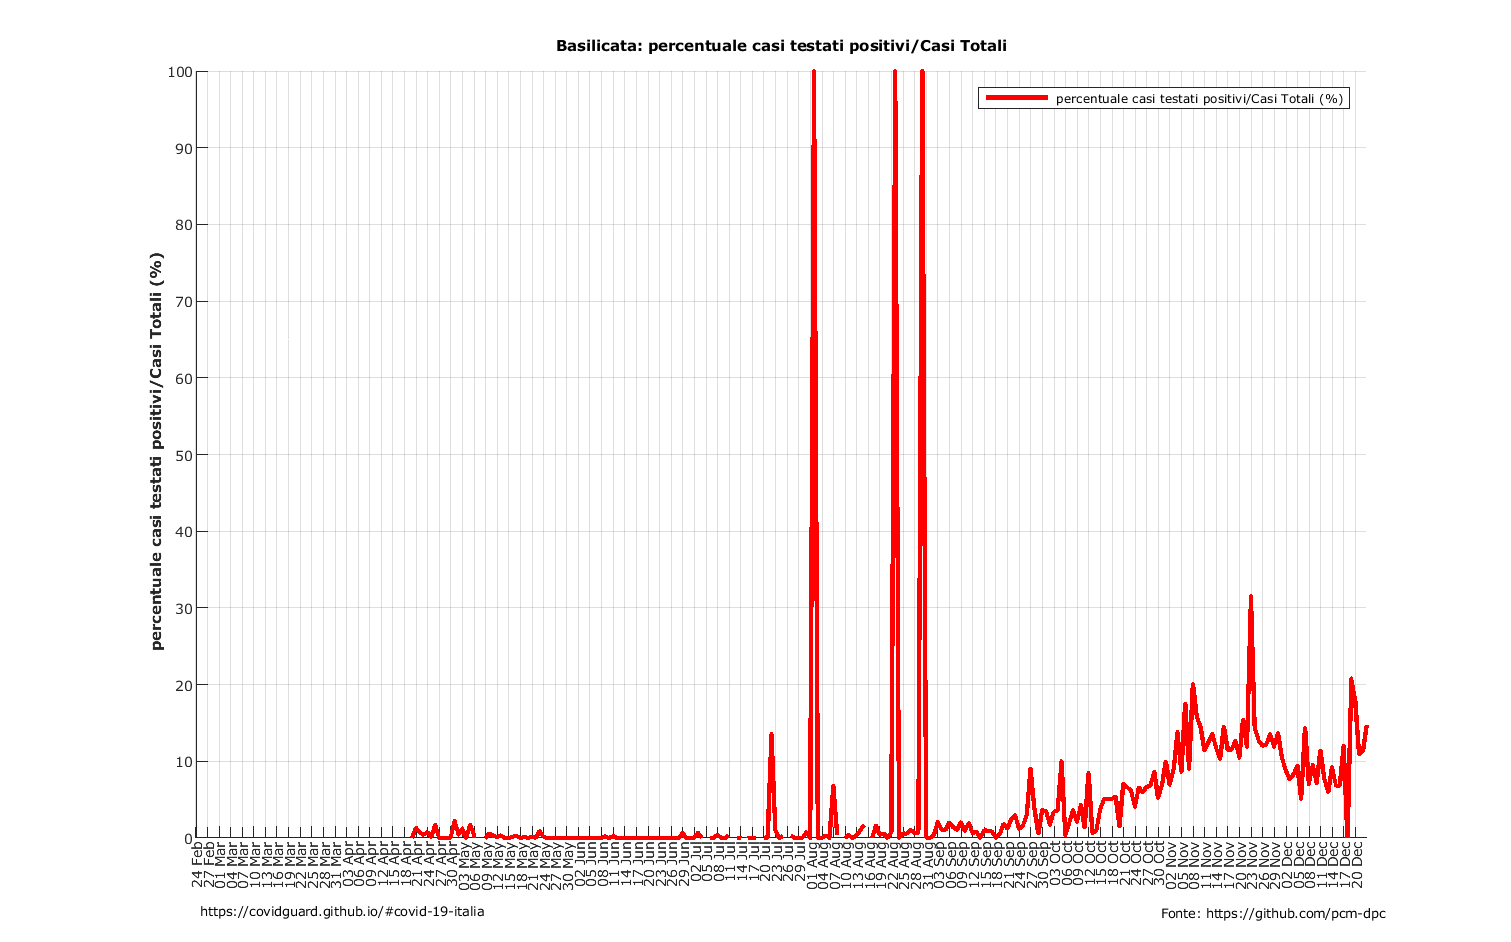 Basilicata: percentuale casi testati positivi/Casi Totali
percentuale casi testati positivi/Casi Totali (%)
percentuale casi testati positivi/Casi Totali (%)
100
90
80
70
60
50
40
30
20
10
0
24 Feb
27 Feb
01 Mar
04 Mar
07 Mar
10 Mar
13 Mar
16 Mar
19 Mar
22 Mar
25 Mar
28 Mar
31 Mar
03 Apr
06 Apr
09 Apr
12 Apr
15 Apr
18 Apr
21 Apr
24 Apr
27 Apr
30 Apr
03 May
06 May
09 May
12 May
15 May
18 May
21 May
24 May
27 May
30 May
02 Jun
05 Jun
08 Jun
11 Jun
14 Jun
17 Jun
20 Jun
23 Jun
26 Jun
29 Jun
02 Jul
05 Jul
08 Jul
11 Jul
14 Jul
17 Jul
20 Jul
23 Jul
26 Jul
29 Jul
01 Aug
04 Aug
07 Aug
10 Aug
13 Aug
16 Aug
19 Aug
22 Aug
25 Aug
28 Aug
31 Aug
03 Sep
06 Sep
09 Sep
12 Sep
15 Sep
18 Sep
21 Sep
24 Sep
27 Sep
30 Sep
03 Oct
06 Oct
09 Oct
12 Oct
15 Oct
18 Oct
21 Oct
24 Oct
27 Oct
30 Oct
02 Nov
05 Nov
08 Nov
11 Nov
14 Nov
17 Nov
20 Nov
23 Nov
26 Nov
29 Nov
02 Dec
05 Dec
08 Dec
11 Dec
14 Dec
17 Dec
20 Dec
https://covidguard.github.io/#covid-19-italia
Fonte: https://github.com/pcm-dpc